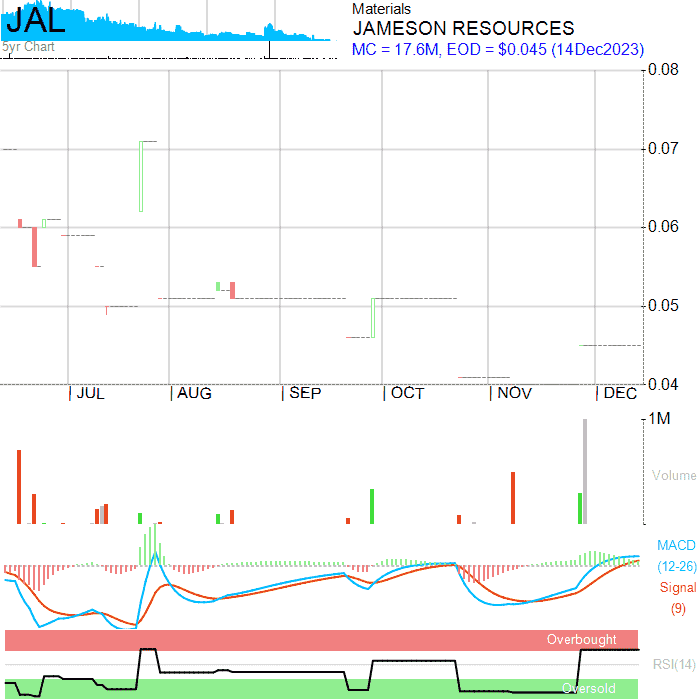 JAL
5yr Chart
Materials
JAMESON RESOURCES
MC = 17.6M, EOD = $0.045 (14Dec2023)
0.08
0.07
0.06
0.05
0.04
JUL AUG SEP OCT NOV DEC
1M
Volume
MACD
(12-26)
Signal
(9)
Overbought
RSI(14)
Oversold